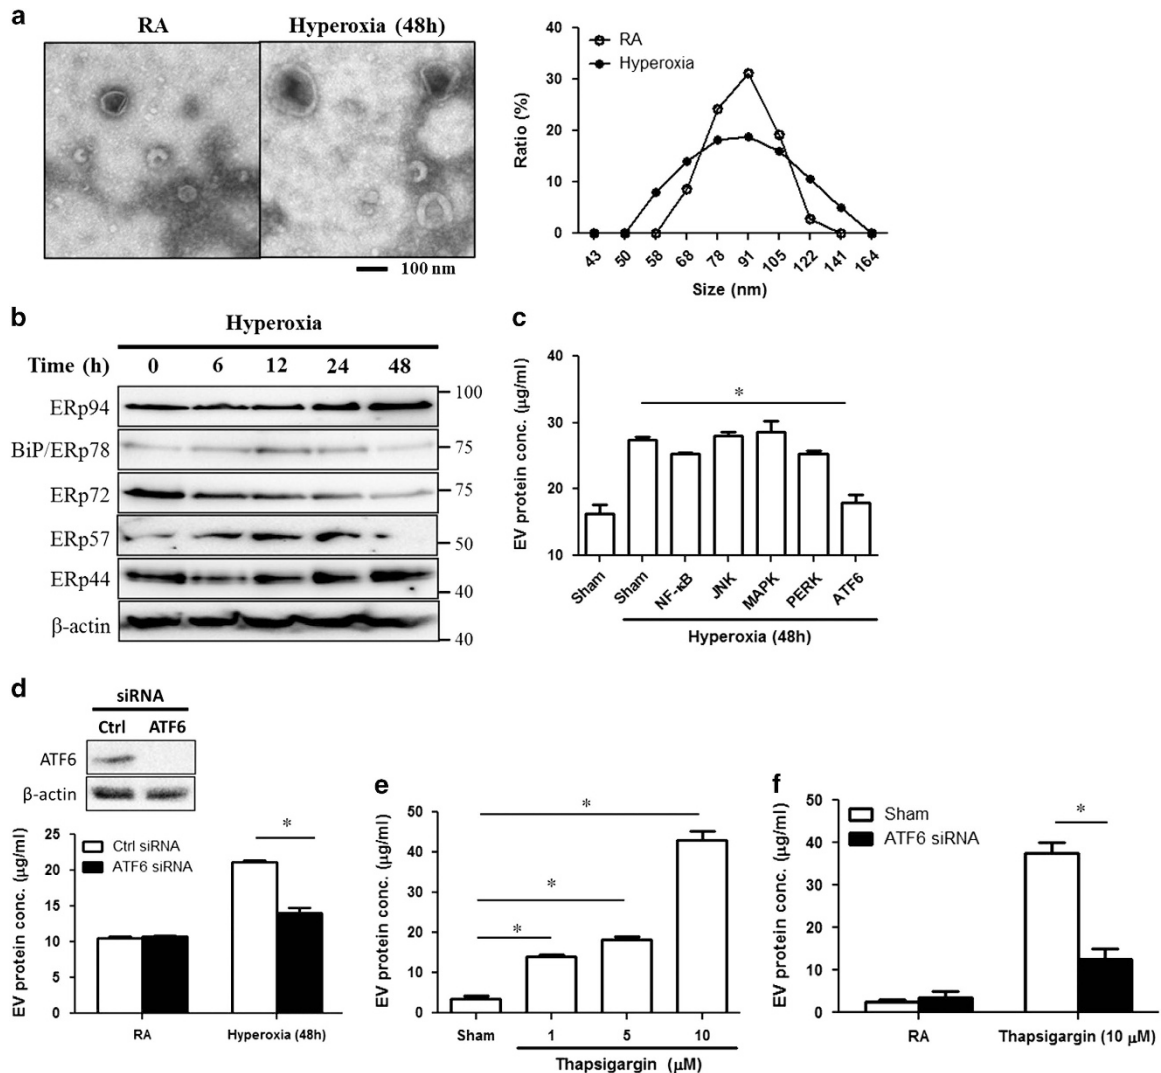 a
RA
Hyperoxia (48h)
100 nm
Ratio (%)
40
30
20
10
0
RA
Hyperoxia
43 50 58 68 78 91 105 122 141 164
Size (nm)
b
Hyperoxia
Time (h) 0 6 12 24 48
ERp94
100
BiP/ERp78
75
ERp72
75
ERp57
50
ERp44
40
β-actin
40
c
EV protein conc. (μg/ml)
40
30
20
10
*
Sham Sham NF-κB JNK MAPK PERK ATF6
Hyperoxia (48h)
d
siRNA
Ctrl ATF6
ATF6
β-actin
EV protein conc. (μg/ml)
25
20
15
10
5
0
Ctrl siRNA
ATF6 siRNA
*
RA Hyperoxia (48h)
e
EV protein conc. (μg/ml)
50
40
30
20
10
0
*
*
*
Sham 1 5 10
Thapsigargin (μM)
f
EV protein conc. (μg/ml)
50
40
30
20
10
0
Sham
ATF6 siRNA
*
RA Thapsigargin (10 μM)